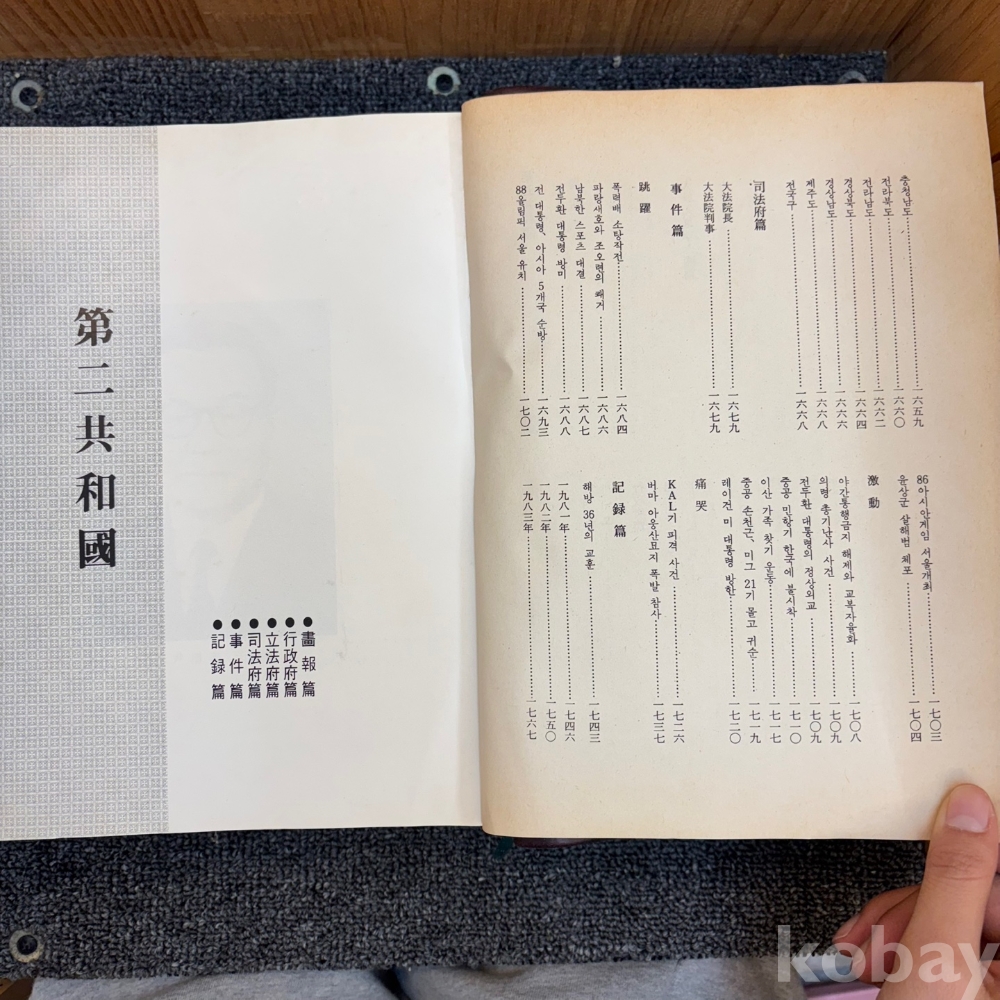 충청남도 一六五九
전라북도 一六六〇
전라남도 一六六二
경상북도 一六六四
경상남도 一六六六
제주도 一六六八
전국구 一六六八
司法府篇
大法院長 一六七九
大法院判事 一六七九
事件篇
跳躍
폭력배 소탕작전 一六八四
파랑새호와 조오련의 쾌거 一六八六
남북한 스포츠 대결 一六八七
전두환 대통령 방미 一六八八
전 대통령, 아시아 5개국 순방 一六九三
88올림픽 서울 유치 一七〇二
86아시안게임 서울개최 一七〇三
윤상군 살해범 체포 一七〇四
激動
야간통행금지 해제와 교복자율화 一七〇八
의령 총기난사 사건 一七〇九
전두환 대통령의 정상외교 一七〇九
중공 민항기 한국에 불시착 一七一〇
이산 가족 찾기 운동 一七一七
중공 손천근, 미그 21기 몰고 귀순 一七一九
레이건 미 대통령 방한 一七二〇
痛哭
KAL기 피격 사건 一七二六
버마 아웅산묘지 폭발 참사 一七三七
記録篇
해방 36년의 교훈 一七四三
一九八一年 一七四六
一九八二年 一七五〇
一九八三年 一七六七
第二共和國
●畫報篇
●行政府篇
●立法府篇
●司法府篇
●事件篇
●記録篇
kobay